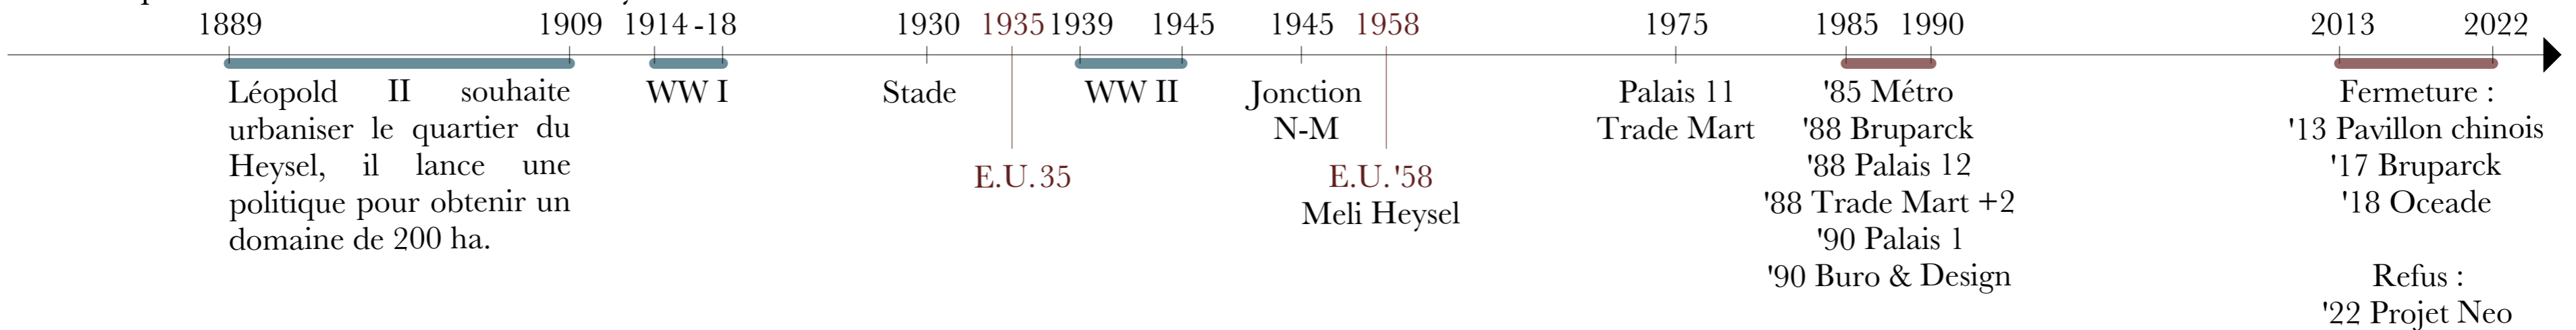 1889 1909 1914 -18 1930 1935 1939 1945 1945 1958 1975 1985 1990 2013 2022
Léopold II souhaite
urbaniser le quartier du
Heysel, il lance une
politique pour obtenir un
domaine de 200 ha.
WW I
Stade
E.U. 35
WW II
Jonction
N-M
E.U. '58
Meli Heysel
Palais 11
Trade Mart
'85 Métro
'88 Bruparck
'88 Palais 12
'88 Trade Mart +2
'90 Palais 1
'90 Buro & Design
Fermeture :
'13 Pavillon chinois
'17 Bruparck
'18 Oceade
Refus :
'22 Projet Neo